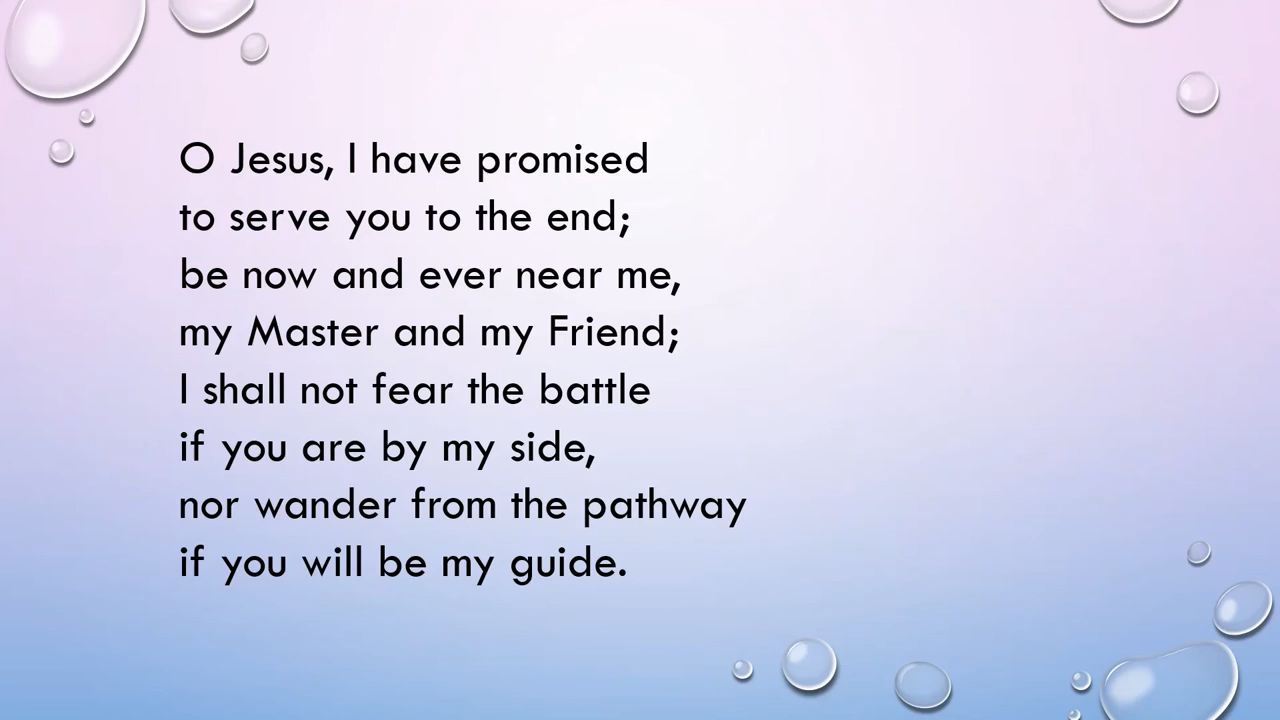 O Jesus, I have promised
to serve you to the end;
be now and ever near me,
my Master and my Friend;
I shall not fear the battle
if you are by my side,
nor wander from the pathway
if you will be my guide.